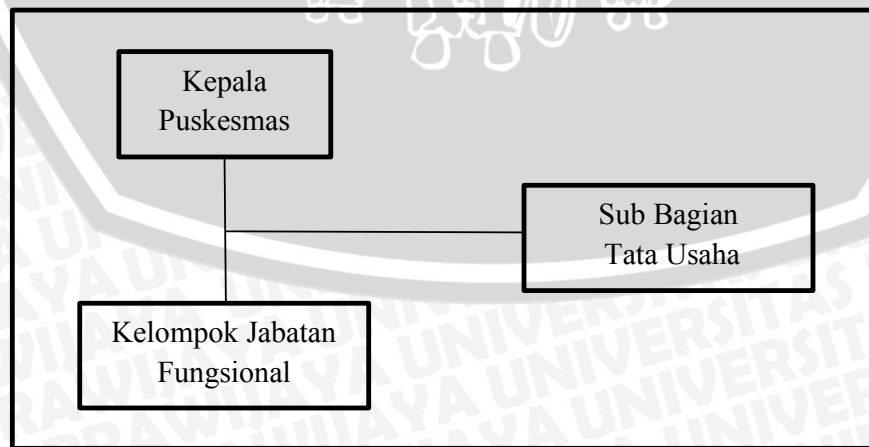 Kepala
Puskesmas
Sub Bagian
Tata Usaha
Kelompok Jabatan
Fungsional